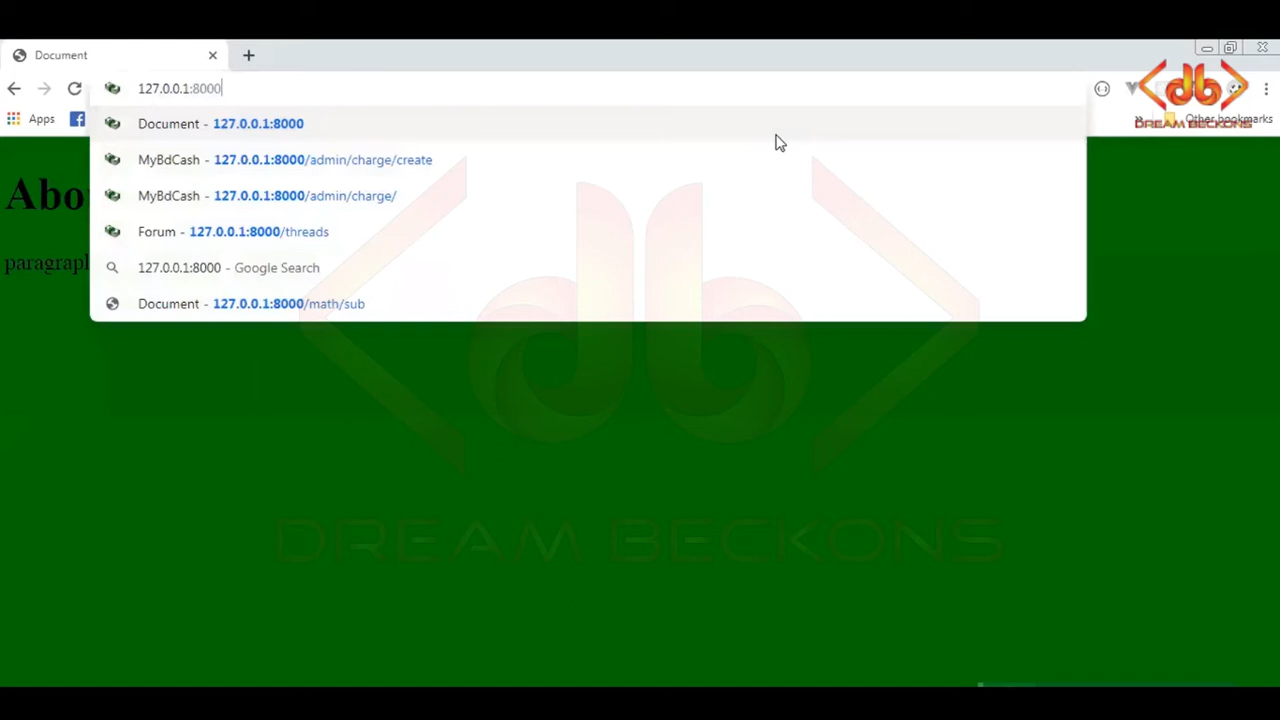 Document
127.0.0.1:8000
Apps
Other bookmarks
DREAM BECKONS
Document - 127.0.0.1:8000
MyBdCash - 127.0.0.1:8000/admin/charge/create
MyBdCash - 127.0.0.1:8000/admin/charge/
Forum - 127.0.0.1:8000/threads
127.0.0.1:8000 - Google Search
Document - 127.0.0.1:8000/math/sub
Abo
paragraph
DREAM BECKONS